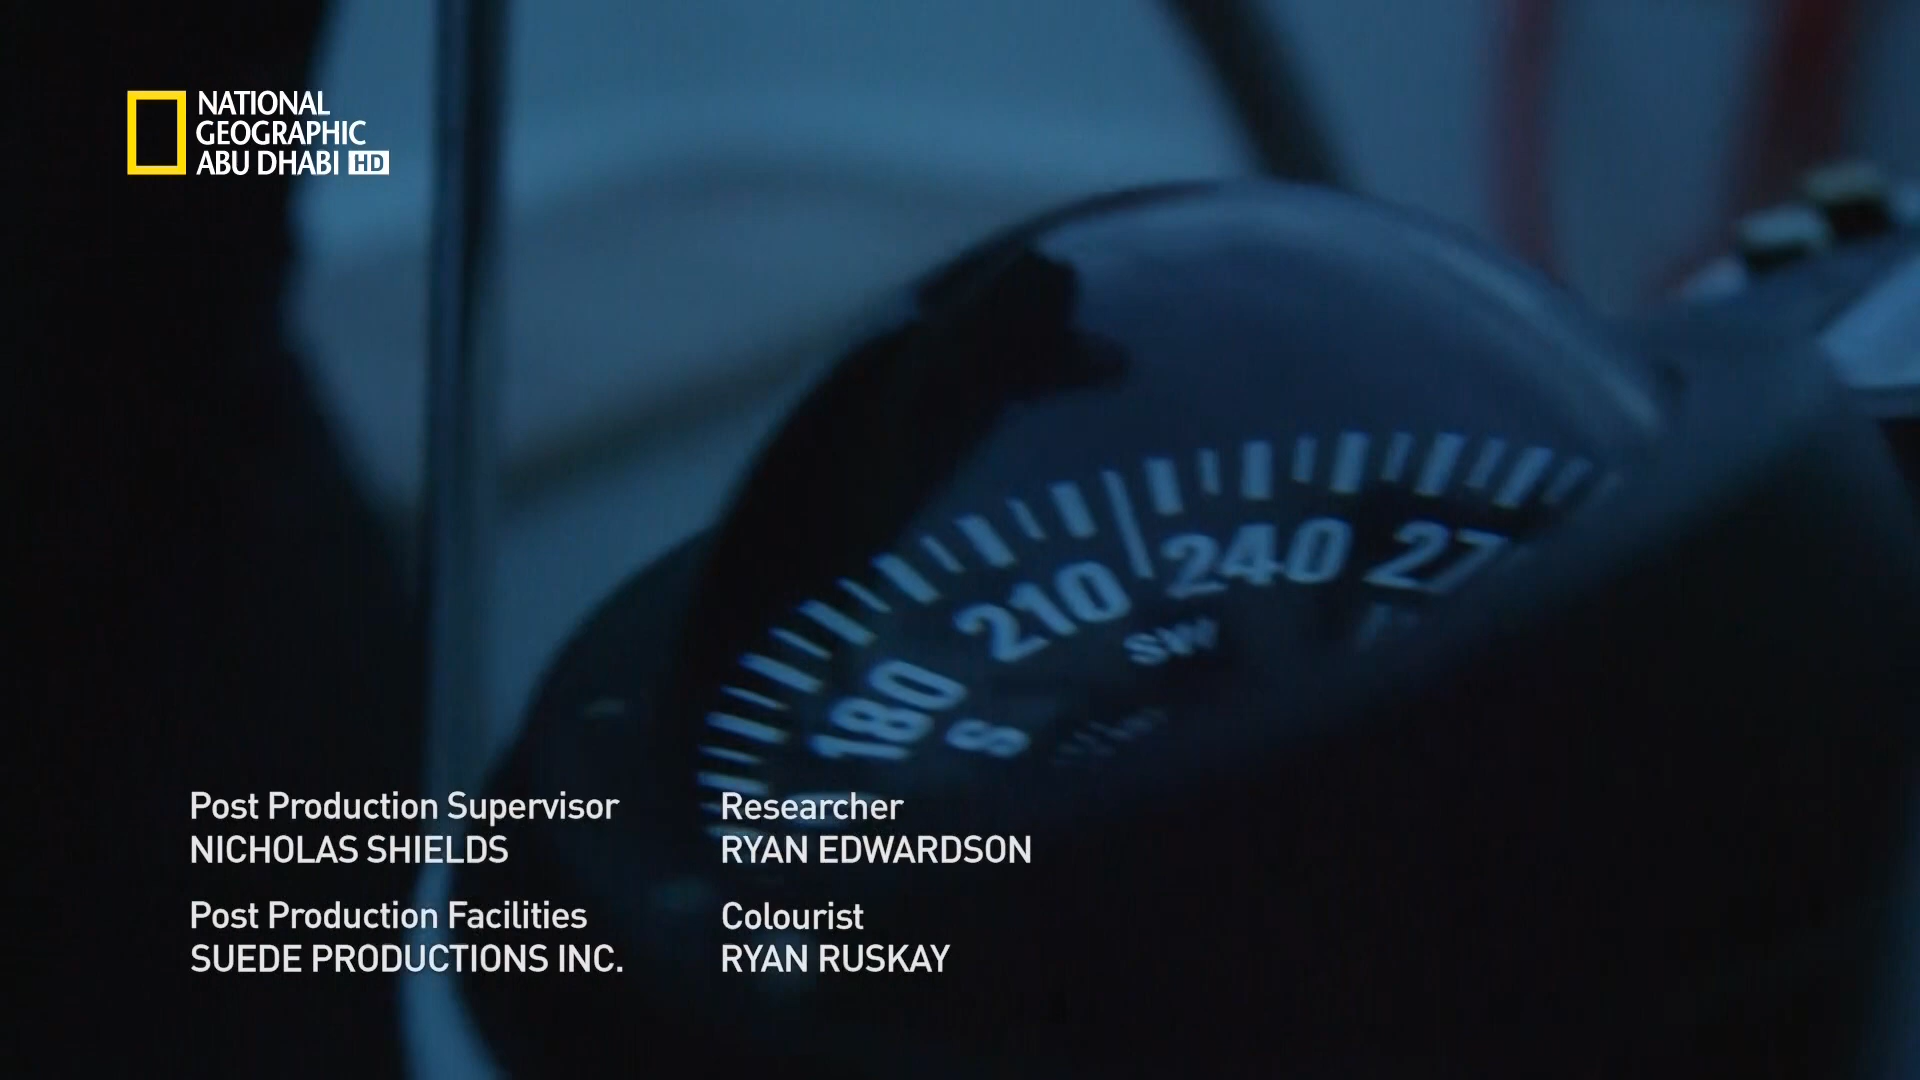 NATIONAL
GEOGRAPHIC
ABU DHABI HD
240
27
210
SW
180
S
Post Production Supervisor
NICHOLAS SHIELDS
Researcher
RYAN EDWARDSON
Post Production Facilities
SUEDE PRODUCTIONS INC.
Colourist
RYAN RUSKAY